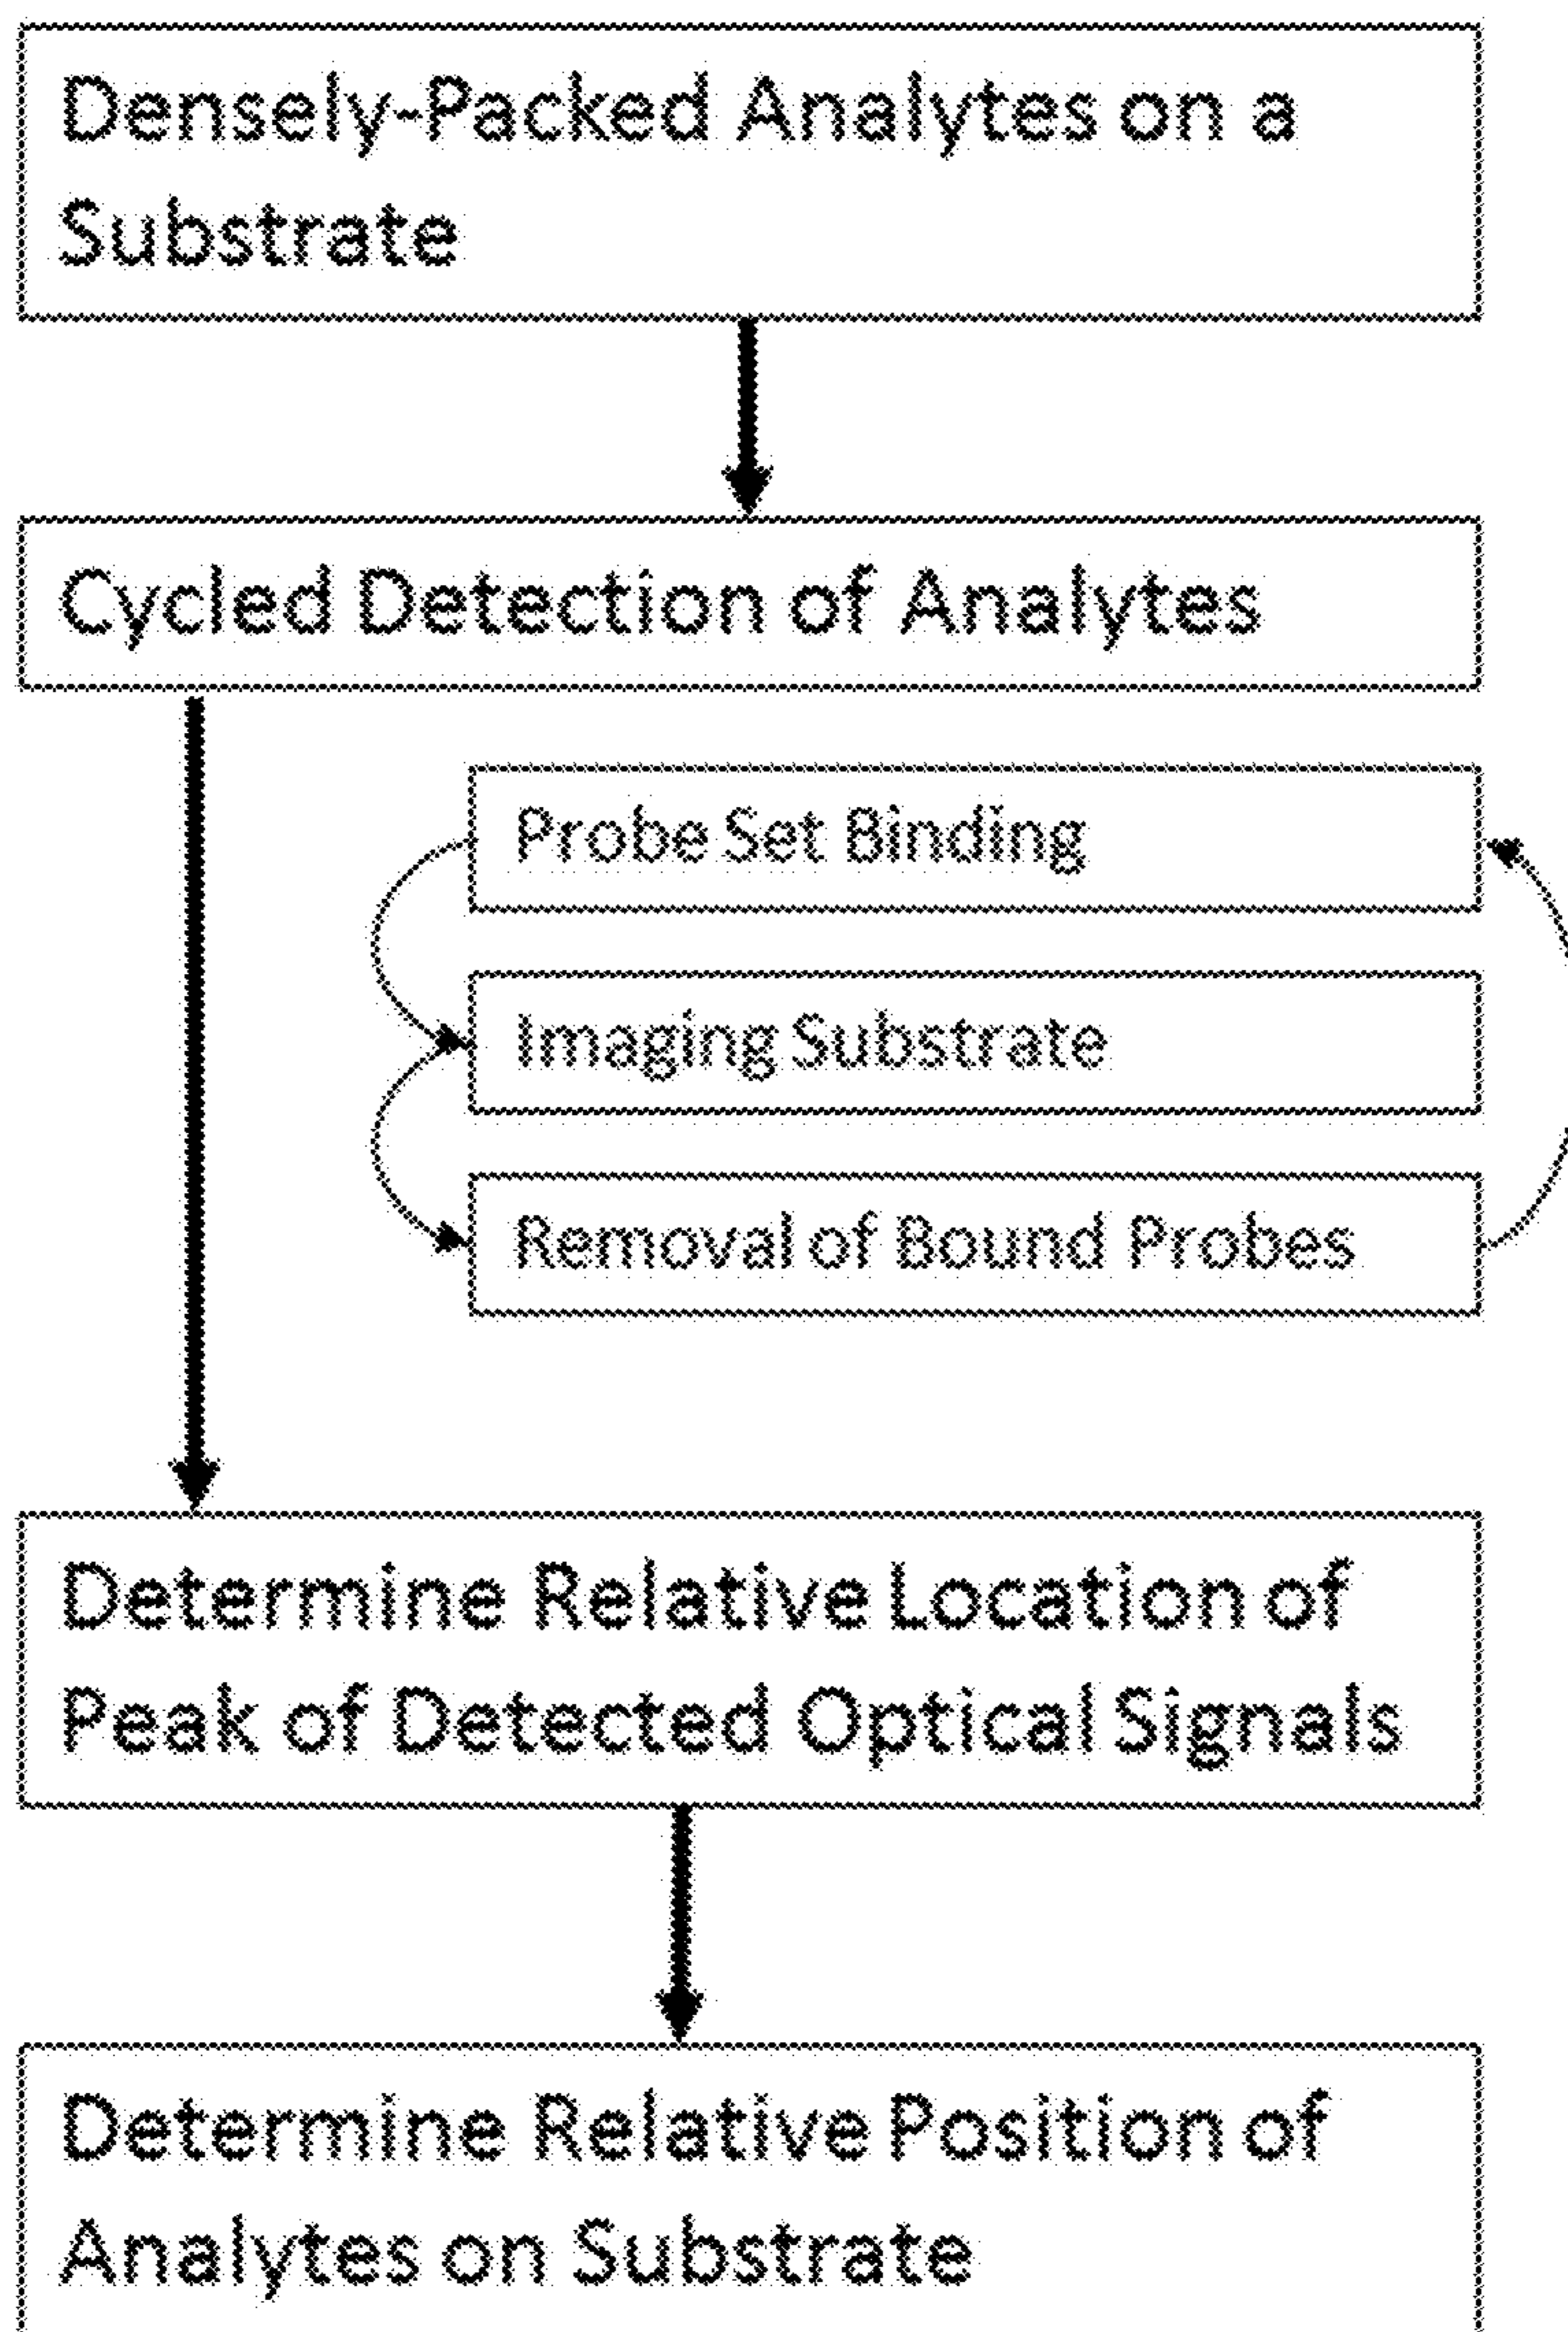 Densely-Packed Analytes on a
Substrate
Cycled Detection of Analytes
Probe Set Binding
Imaging Substrate
Removal of Bound Probes
Determine Relative Location of
Peak of Detected Optical Signals
Determine Relative Position of
Analytes on Substrate